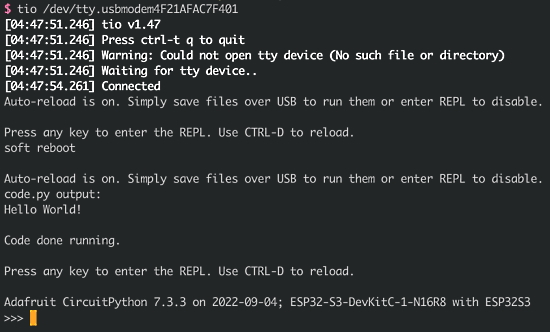 $ tio /dev/tty.usbmodem4F21AFAC7F401
[04:47:51.246] tio v1.47
[04:47:51.246] Press ctrl-t q to quit
[04:47:51.246] Warning: Could not open tty device (No such file or directory)
[04:47:51.246] Waiting for tty device..
[04:47:54.261] Connected
Auto-reload is on. Simply save files over USB to run them or enter REPL to disable.

Press any key to enter the REPL. Use CTRL-D to reload.
soft reboot

Auto-reload is on. Simply save files over USB to run them or enter REPL to disable.
code.py output:
Hello World!

Code done running.

Press any key to enter the REPL. Use CTRL-D to reload.

Adafruit CircuitPython 7.3.3 on 2022-09-04; ESP32-S3-DevKitC-1-N16R8 with ESP32S3
>>>